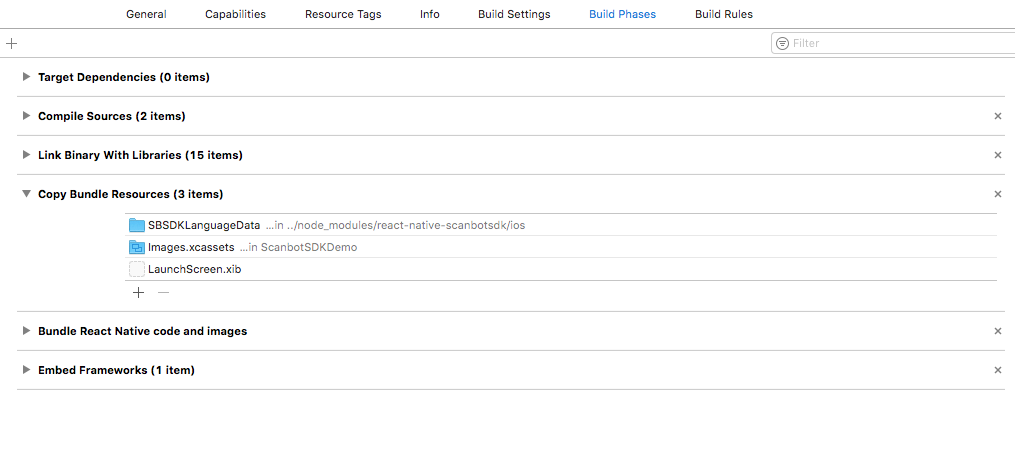 General Capabilities Resource Tags Info Build Settings Build Phases Build Rules
Filter
Target Dependencies (0 items)
Compile Sources (2 items)
Link Binary With Libraries (15 items)
Copy Bundle Resources (3 items)
SBSDKLanguageData ...in ../node_modules/react-native-scanbotsdk/ios
Images.xcassets ...in ScanbotSDKDemo
LaunchScreen.xib
Bundle React Native code and images
Embed Frameworks (1 item)